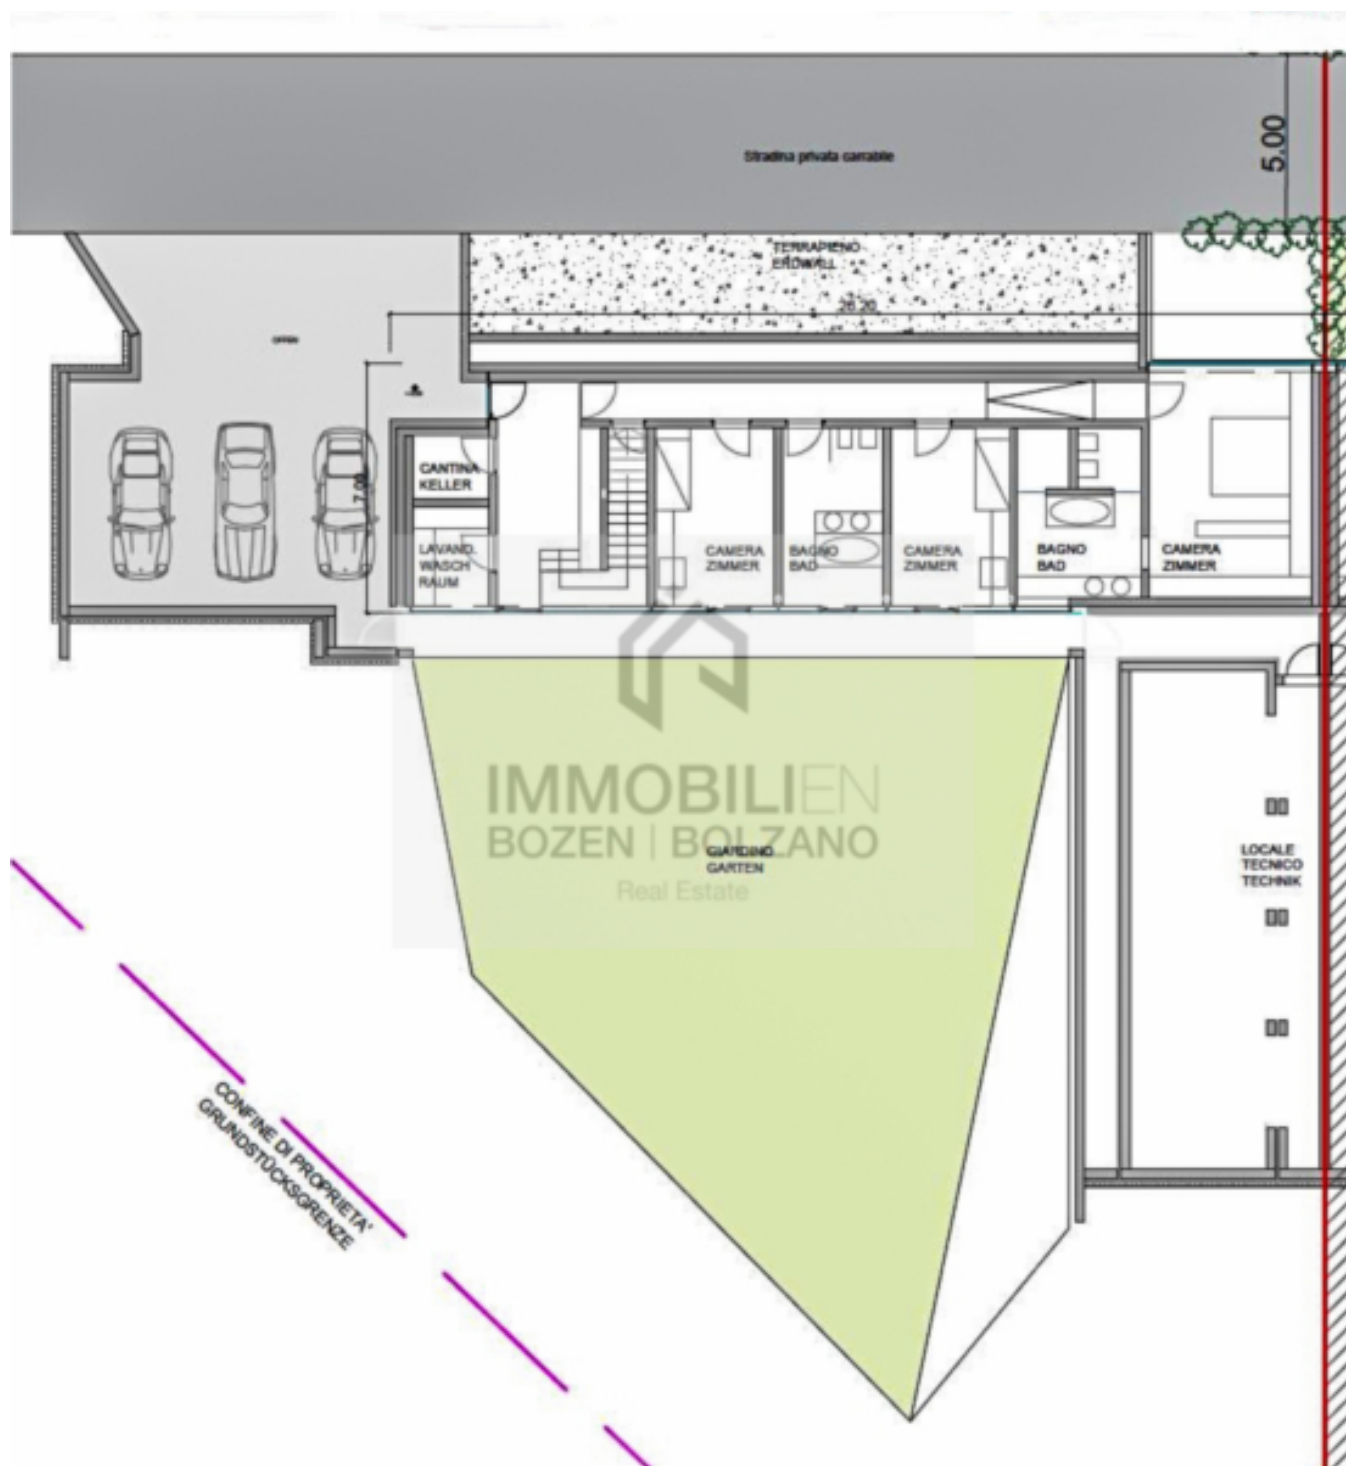 Stradina privata carrabile
5.00
TERRAPIENO
ERDWALL
26.20
OFFEN
7.00
CANTINA
KELLER
LAVAND.
WASCH
RAUM
CAMERA
ZIMMER
BAGNO
BAD
CAMERA
ZIMMER
BAGNO
BAD
CAMERA
ZIMMER
IMMOBILIEN
BOZEN | BOLZANO
Real Estate
GIARDINO
GARTEN
LOCALE
TECNICO
TECHNIK
CONFINE DI PROPRIETA'
GRUNDSTÜCKSGRENZE